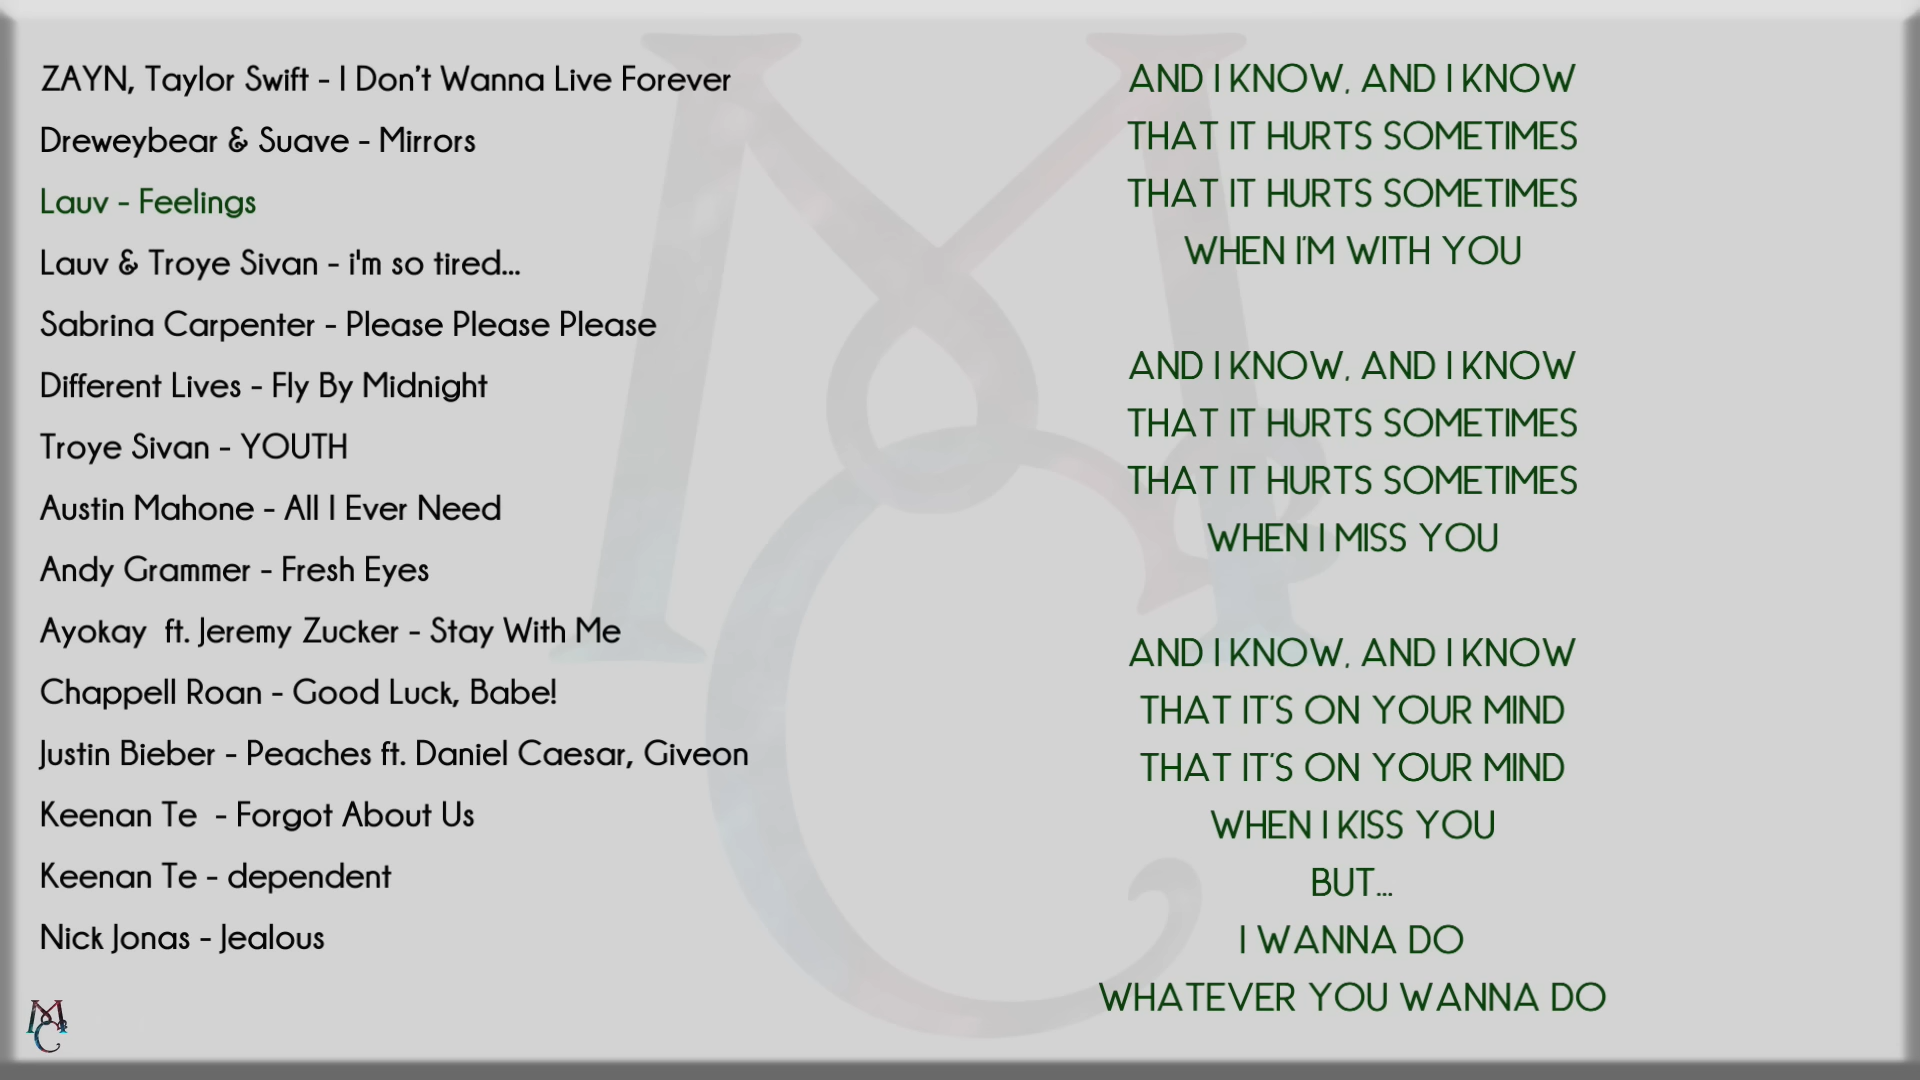 ZAYN, Taylor Swift - I Don't Wanna Live Forever
Dreweybear & Suave - Mirrors
Lauv - Feelings
Lauv & Troye Sivan - i'm so tired...
Sabrina Carpenter - Please Please Please
Different Lives - Fly By Midnight
Troye Sivan - YOUTH
Austin Mahone - All I Ever Need
Andy Grammer - Fresh Eyes
Ayokay  ft. Jeremy Zucker - Stay With Me
Chappell Roan - Good Luck, Babe!
Justin Bieber - Peaches ft. Daniel Caesar, Giveon
Keenan Te  - Forgot About Us
Keenan Te - dependent
Nick Jonas - Jealous
MC
AND I KNOW, AND I KNOW
THAT IT HURTS SOMETIMES
THAT IT HURTS SOMETIMES
WHEN I'M WITH YOU
AND I KNOW, AND I KNOW
THAT IT HURTS SOMETIMES
THAT IT HURTS SOMETIMES
WHEN I MISS YOU
AND I KNOW, AND I KNOW
THAT IT'S ON YOUR MIND
THAT IT'S ON YOUR MIND
WHEN I KISS YOU
BUT...
I WANNA DO
WHATEVER YOU WANNA DO